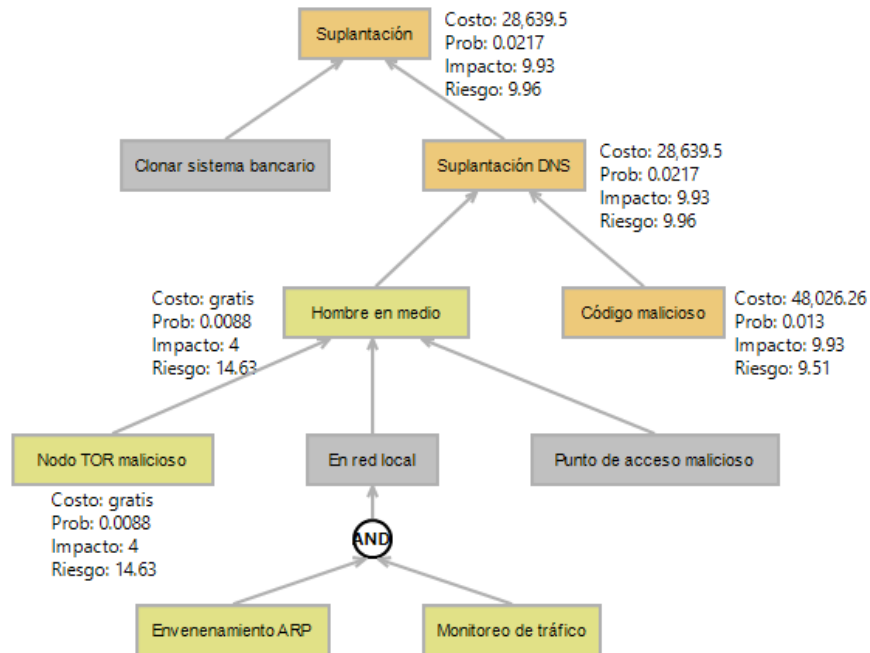 Suplantación
Costo: 28,639.5
Prob: 0.0217
Impacto: 9.93
Riesgo: 9.96
Clonar sistema bancario
Suplantación DNS
Costo: 28,639.5
Prob: 0.0217
Impacto: 9.93
Riesgo: 9.96
Costo: gratis
Prob: 0.0088
Impacto: 4
Riesgo: 14.63
Hombre en medio
Código malicioso
Costo: 48,026.26
Prob: 0.013
Impacto: 9.93
Riesgo: 9.51
Nodo TOR malicioso
En red local
Punto de acceso malicioso
Costo: gratis
Prob: 0.0088
Impacto: 4
Riesgo: 14.63
AND
Envenenamiento ARP
Monitoreo de tráfico